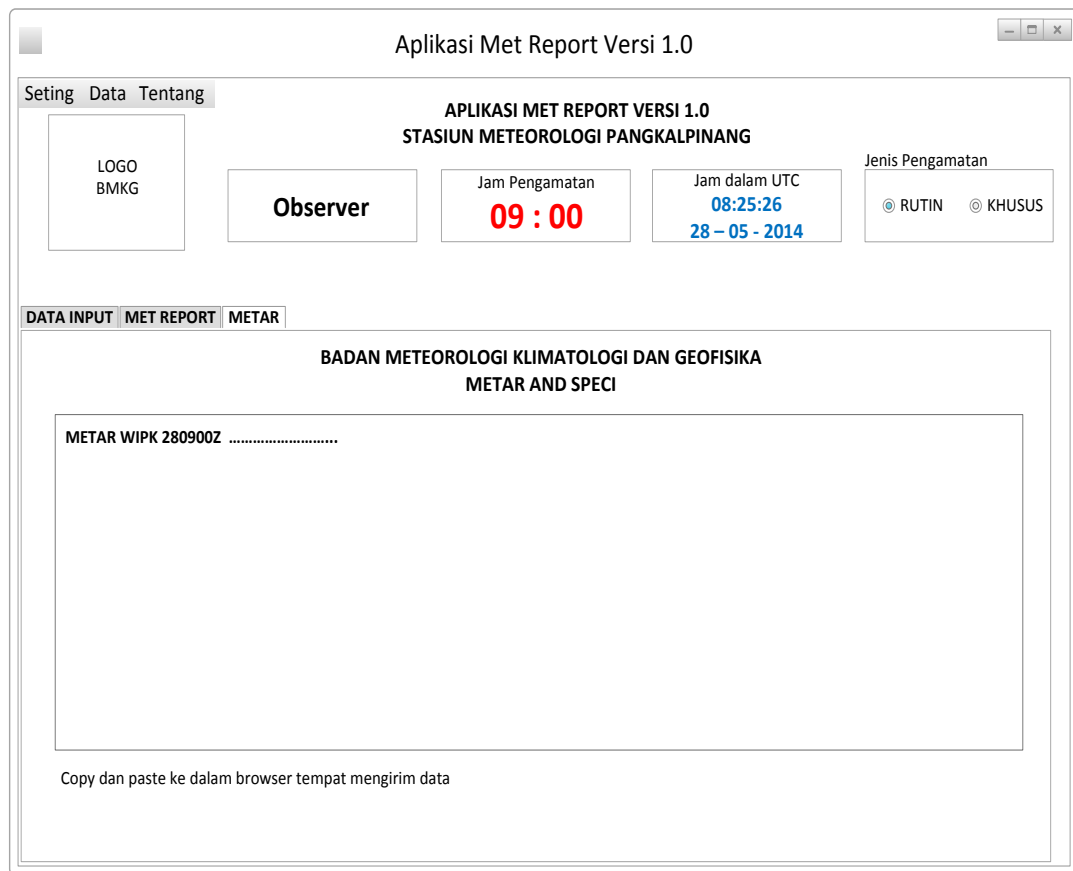 Aplikasi Met Report Versi 1.0
Seting Data Tentang
APLIKASI MET REPORT VERSI 1.0
STASIUN METEOROLOGI PANGKALPINANG
LOGO
BMKG
Observer
Jam Pengamatan
09 : 00
Jam dalam UTC
08:25:26
28 – 05 - 2014
Jenis Pengamatan
RUTIN KHUSUS
DATA INPUT MET REPORT METAR
BADAN METEOROLOGI KLIMATOLOGI DAN GEOFISIKA
METAR AND SPECI
METAR WIPK 280900Z ……………………...
Copy dan paste ke dalam browser tempat mengirim data